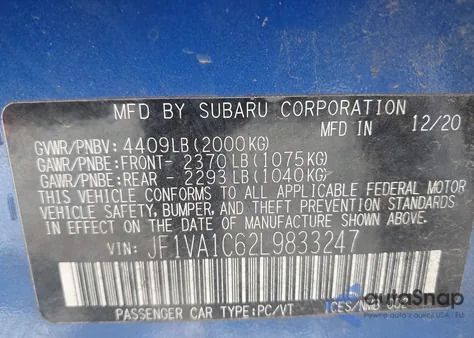 MFD BY SUBARU CORPORATION
MFD IN 12/20
GVWR/PNBV: 4409LB(2000KG)
GAWR/PNBE:FRONT- 2370LB(1075KG)
GAWR/PNBE:REAR - 2293LB(1040KG)
THIS VEHICLE CONFORMS TO ALL APPLICABLE FEDERAL MOTOR
VEHICLE SAFETY, BUMPER, AND THEFT PREVENTION STANDARDS
IN EFFECT ON THE DATE OF MANUFACTURE SHOWN ABOVE.
VIN: JF1VA1C62L9833247
PASSENGER CAR TYPE:PC/VT
autoSnap
Pewne auta z